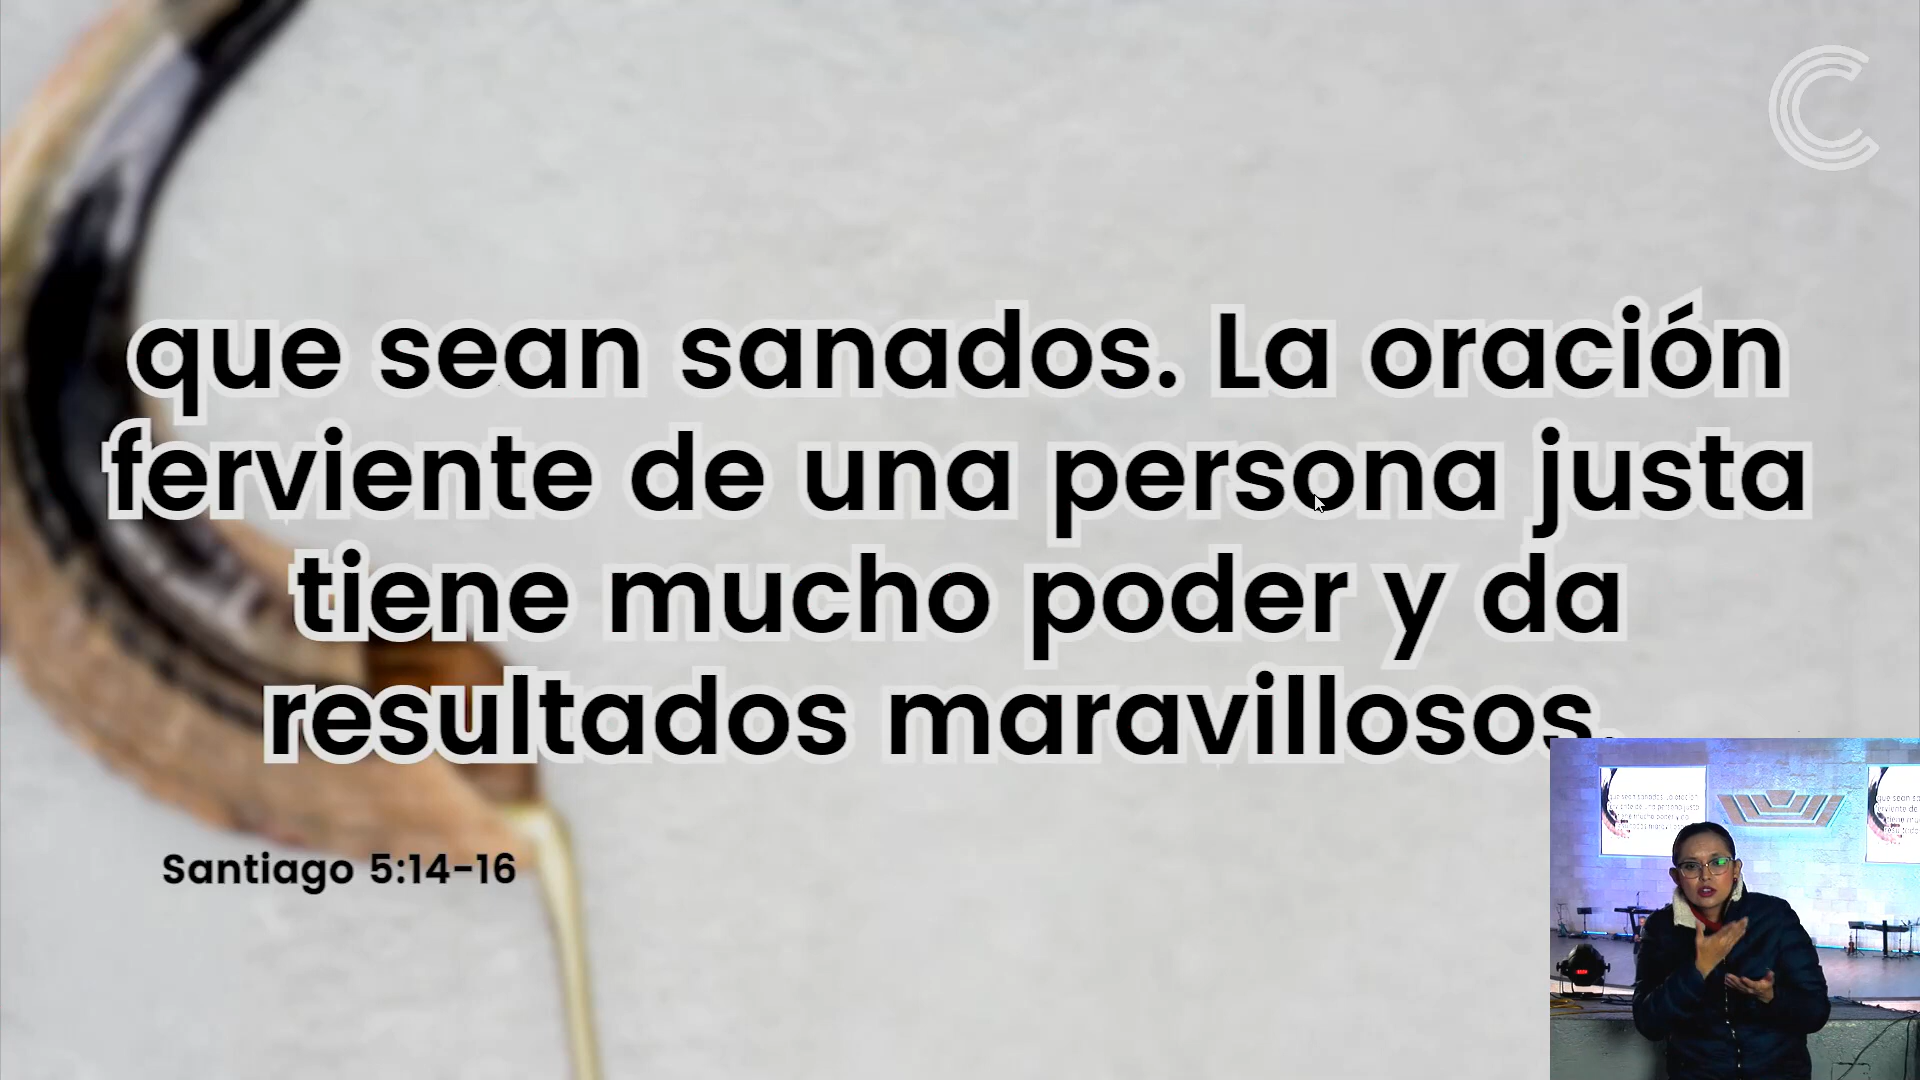 que sean sanados. La oración
ferviente de una persona justa
tiene mucho poder y da
resultados maravillosos.
Santiago 5:14-16